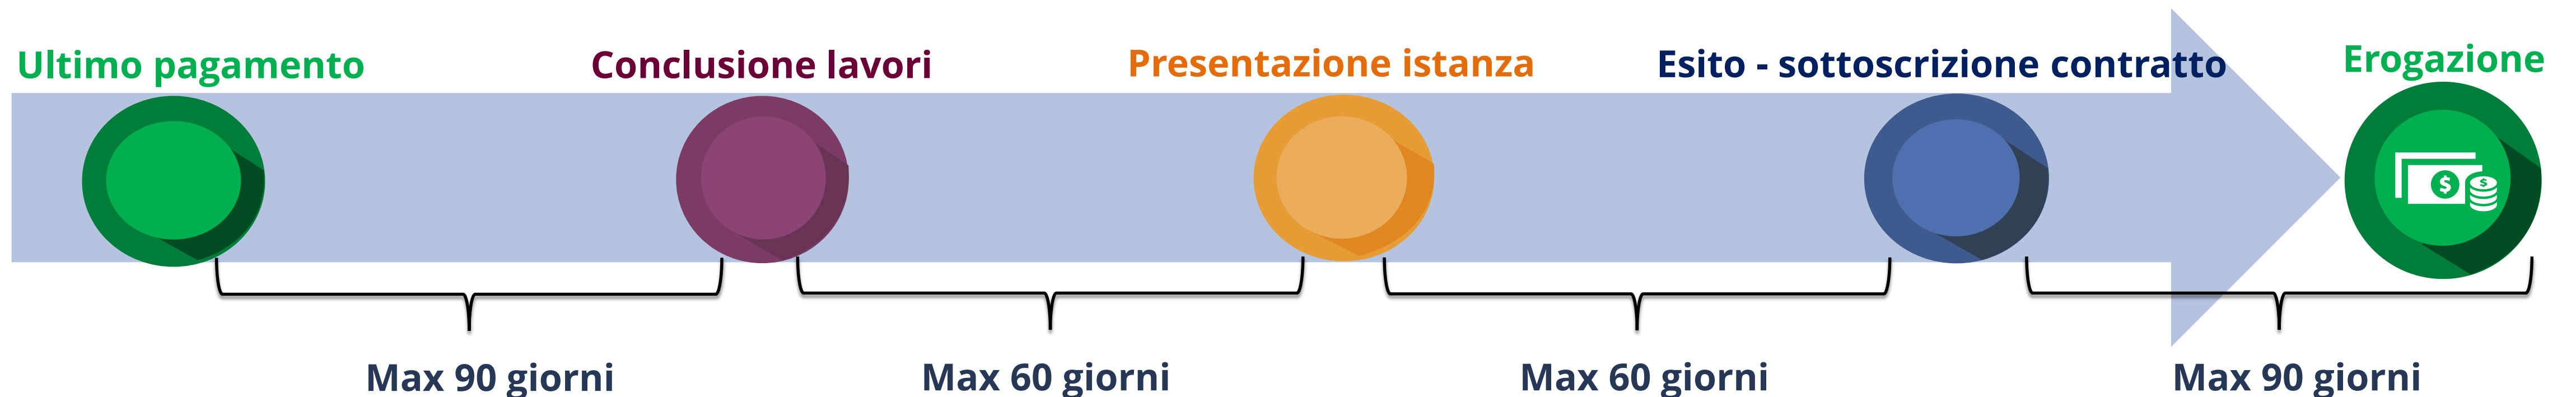 Ultimo pagamento
Conclusione lavori
Presentazione istanza
Esito - sottoscrizione contratto
Erogazione
$
$
Max 90 giorni
Max 60 giorni
Max 60 giorni
Max 90 giorni